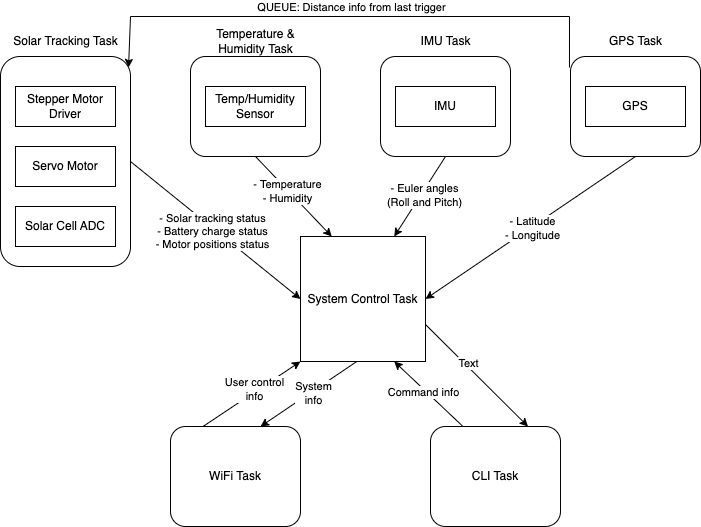 QUEUE: Distance info from last trigger
Solar Tracking Task
Temperature &
Humidity Task
IMU Task
GPS Task
Stepper Motor
Driver
Servo Motor
Solar Cell ADC
Temp/Humidity
Sensor
IMU
GPS
- Temperature
- Humidity
- Euler angles
(Roll and Pitch)
- Solar tracking status
- Battery charge status
- Motor positions status
- Latitude
- Longitude
System Control Task
User control
info
System
info
Command info
Text
WiFi Task
CLI Task